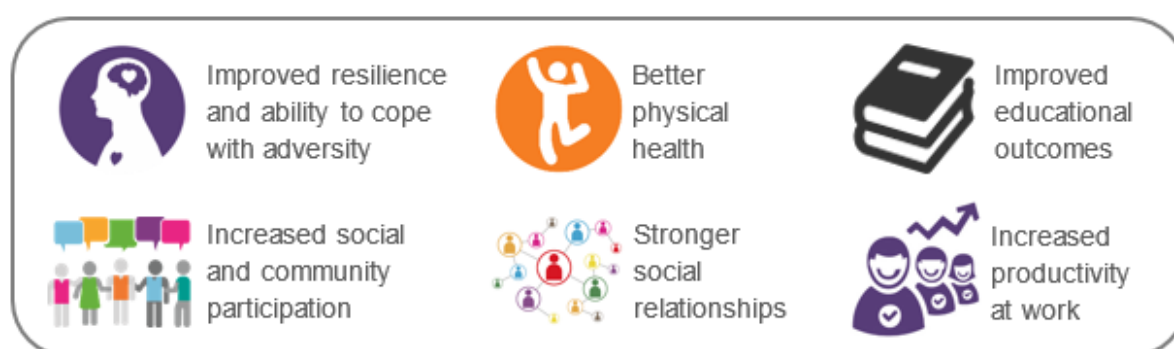 Improved resilience
and ability to cope
with adversity
Better
physical
health
Improved
educational
outcomes
Increased social
and community
participation
Stronger
social
relationships
Increased
productivity
at work